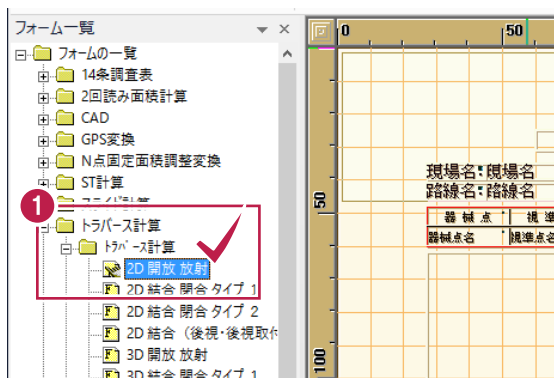 フォーム一覧
0
50
フォームの一覧
14条調査表
2回読み面積計算
CAD
GPS変換
N点固定面積調整変換
ST計算
1
トラバース計算
トラバース計算
2D 開放 放射
2D 結合 閉合 タイプ 1
2D 結合 閉合 タイプ 2
2D 結合（後視・後視取付
3D 開放 放射
3D 結合 閉合 タイプ 1
現場名:現場名
路線名:路線名
器械点 視準
器械点名 視準点名
50
100